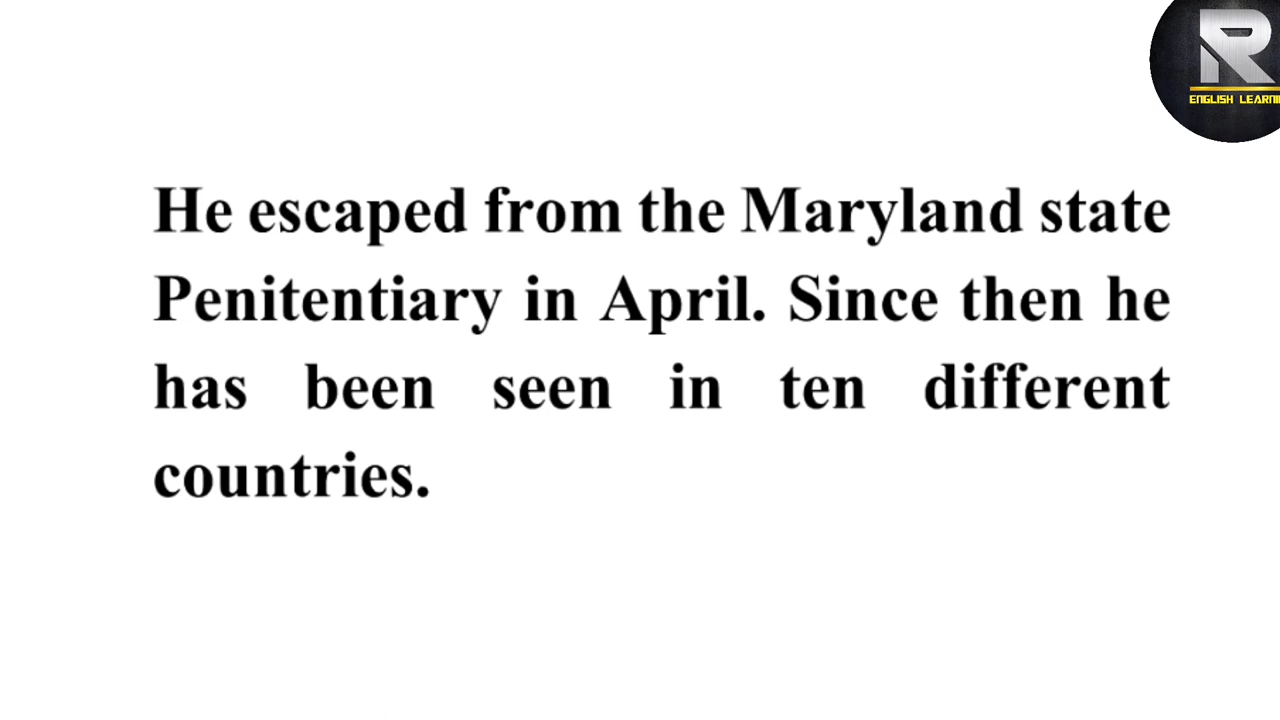 R
ENGLISH
He escaped from the Maryland state
Penitentiary in April. Since then he
has been seen in ten different
countries.